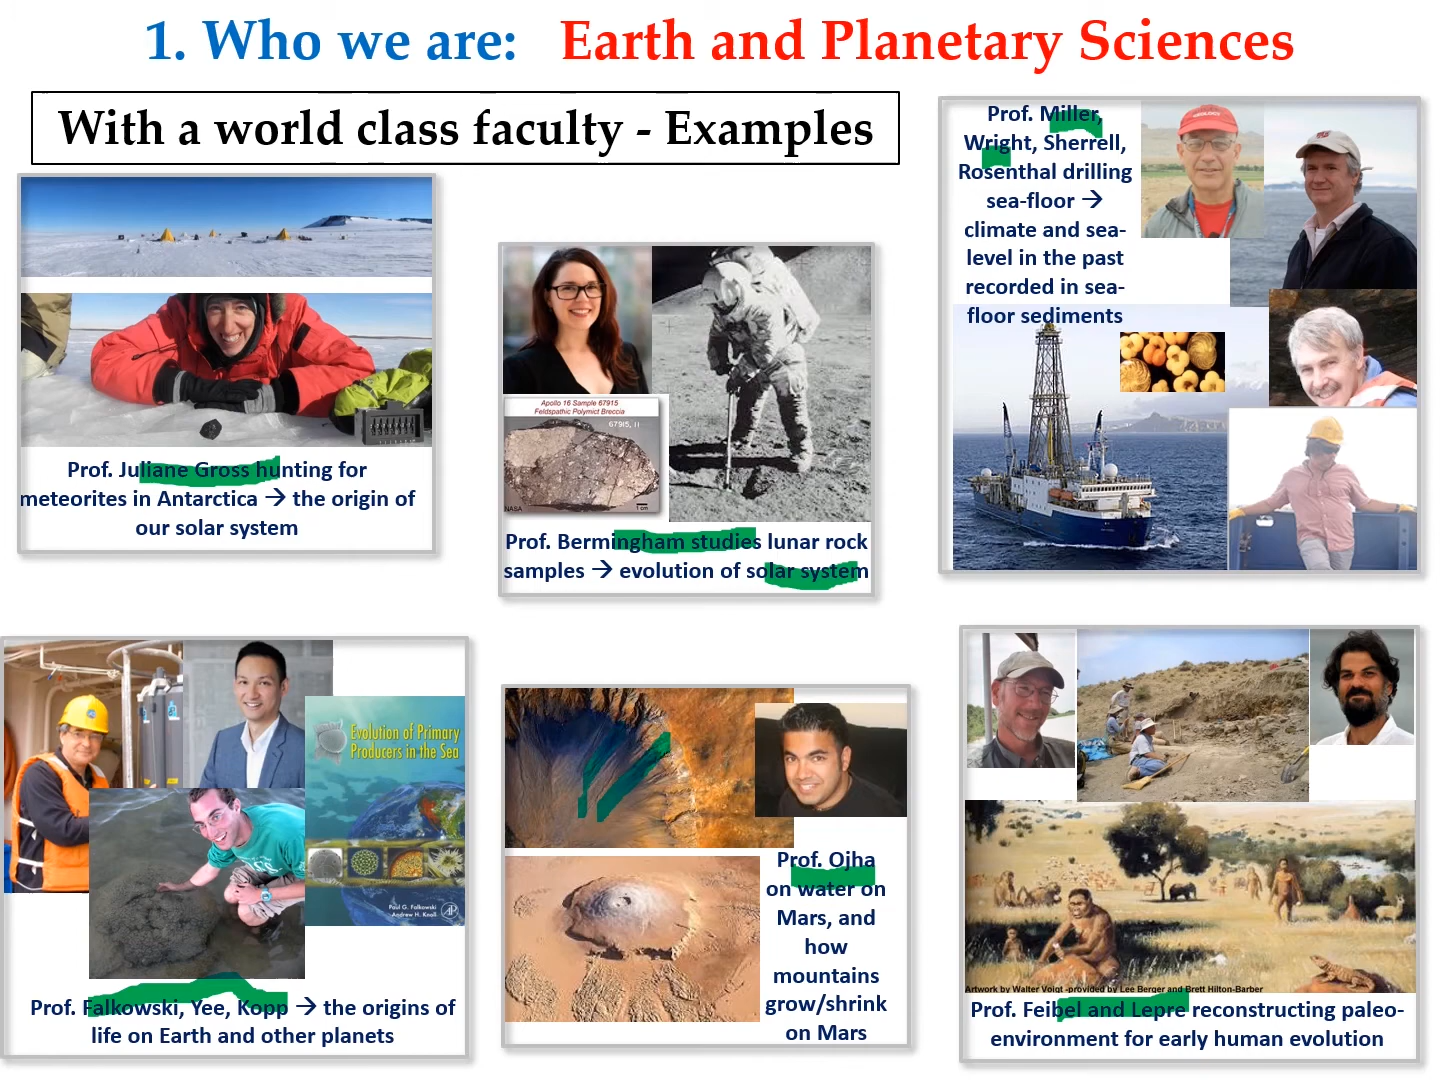 1. Who we are: Earth and Planetary Sciences
With a world class faculty - Examples
Prof. Juliane Gross hunting for
meteorites in Antarctica → the origin of
our solar system
Apollo 16 Sample 67915
Feldspathic Polymict Breccia
67915, 11
NASA
1 cm
Prof. Bermingham studies lunar rock
samples → evolution of solar system
Prof. Miller,
Wright, Sherrell,
Rosenthal drilling
sea-floor →
climate and sea-
level in the past
recorded in sea-
floor sediments
Evolution of Primary
Producers in the Sea
Paul G. Falkowski
Andrew H. Knoll
Prof. Falkowski, Yee, Kopp → the origins of
life on Earth and other planets
Prof. Ojha
on water on
Mars, and
how
mountains
grow/shrink
on Mars
Artwork by Walter Voigt -provided by Lee Berger and Brett Hilton-Barber
Prof. Feibel and Lepre reconstructing paleo-
environment for early human evolution